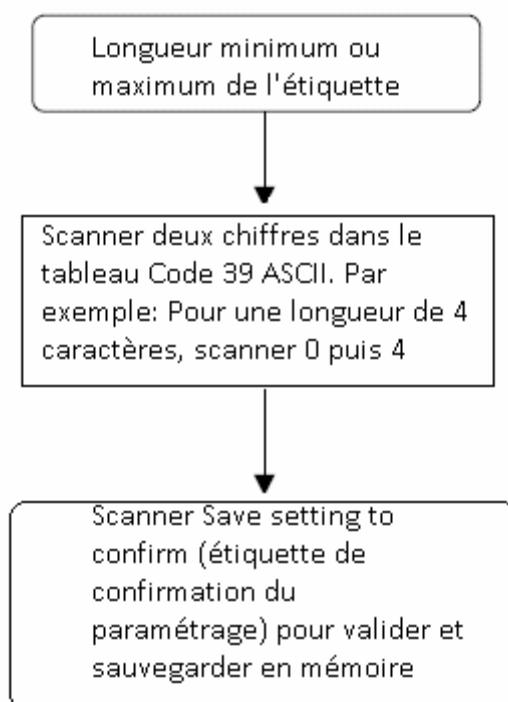 Longueur minimum ou
maximum de l'étiquette
Scanner deux chiffres dans le
tableau Code 39 ASCII. Par
exemple: Pour une longueur de 4
caractères, scanner 0 puis 4
Scanner Save setting to
confirm (étiquette de
confirmation du
paramétrage) pour valider et
sauvegarder en mémoire